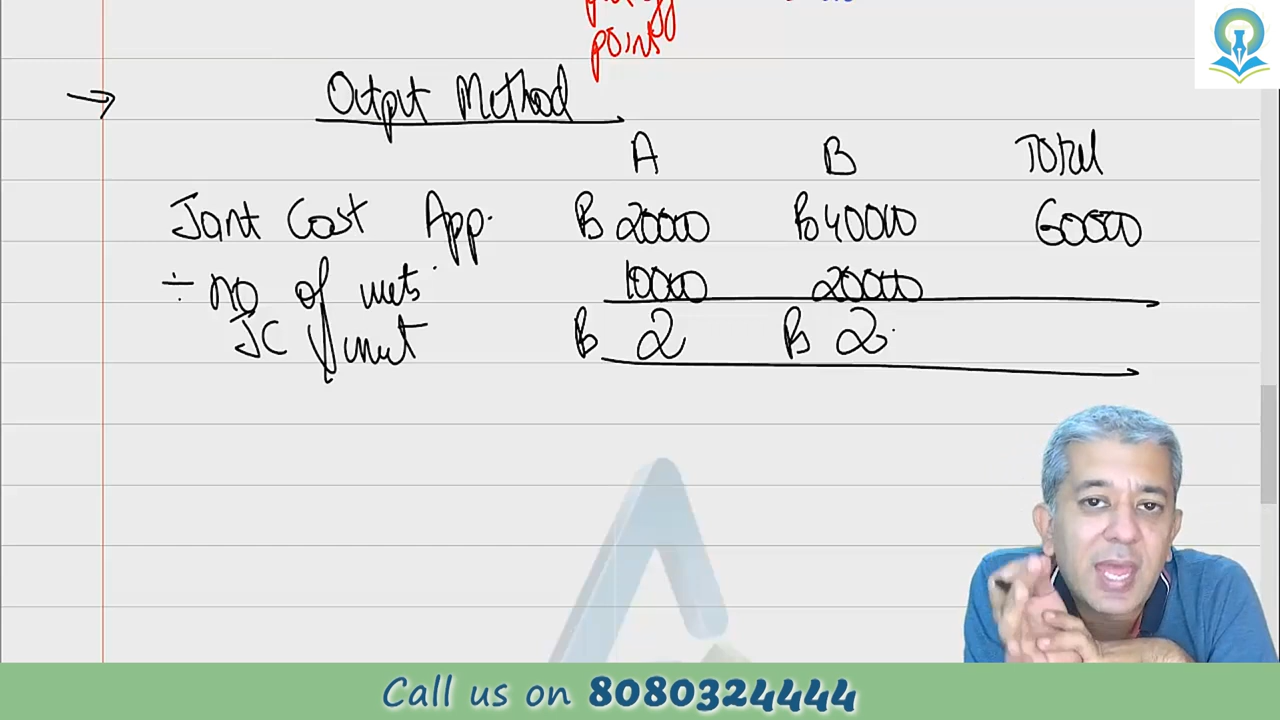 point
→ Output Method
A B Total
Joint Cost App. ₨ 20000 ₨ 40000 60000
÷ no of units 10000 20000
JC / unit ₨ 2 ₨ 2
Call us on 8080324444